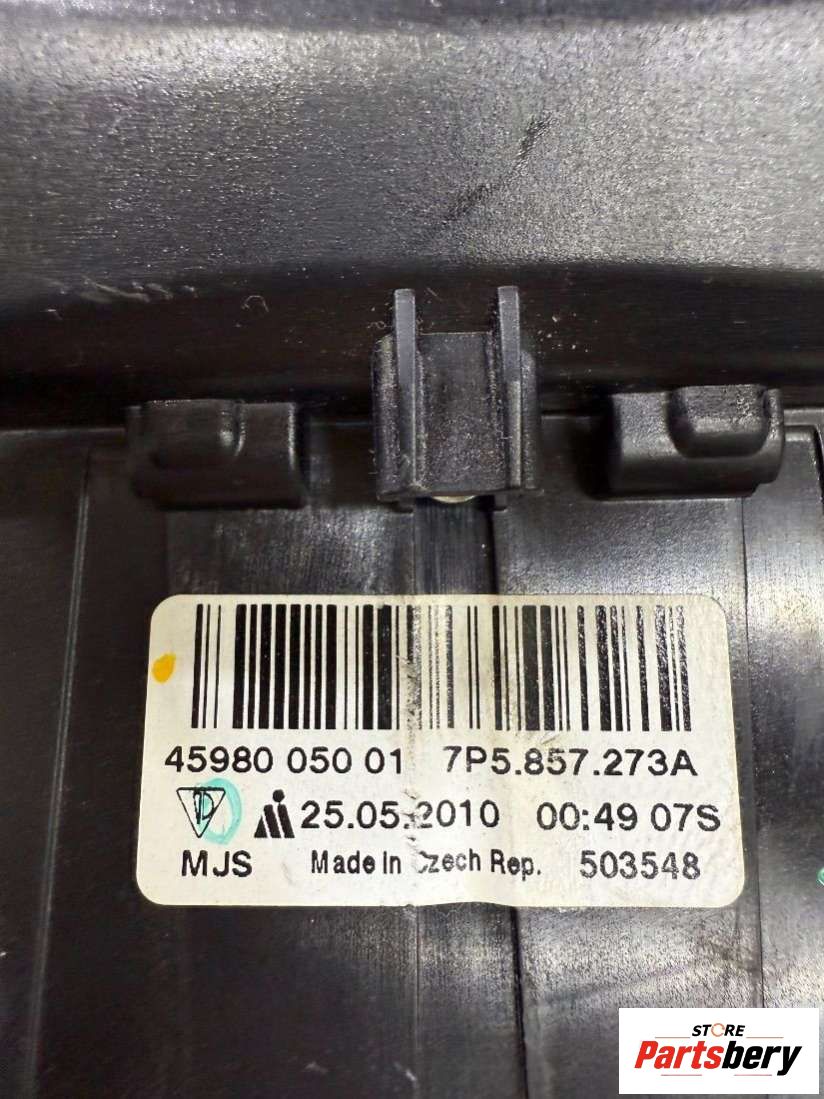 45980 050 01 7P5.857.273A
25.05.2010 00:49 07S
MJS Made in Czech Rep. 503548
STORE
Partsbery